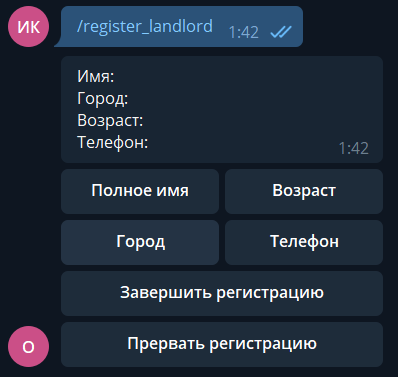 ИК
/register_landlord 1:42
Имя:
Город:
Возраст:
Телефон:
1:42
Полное имя Возраст
Город Телефон
Завершить регистрацию
Прервать регистрацию
О